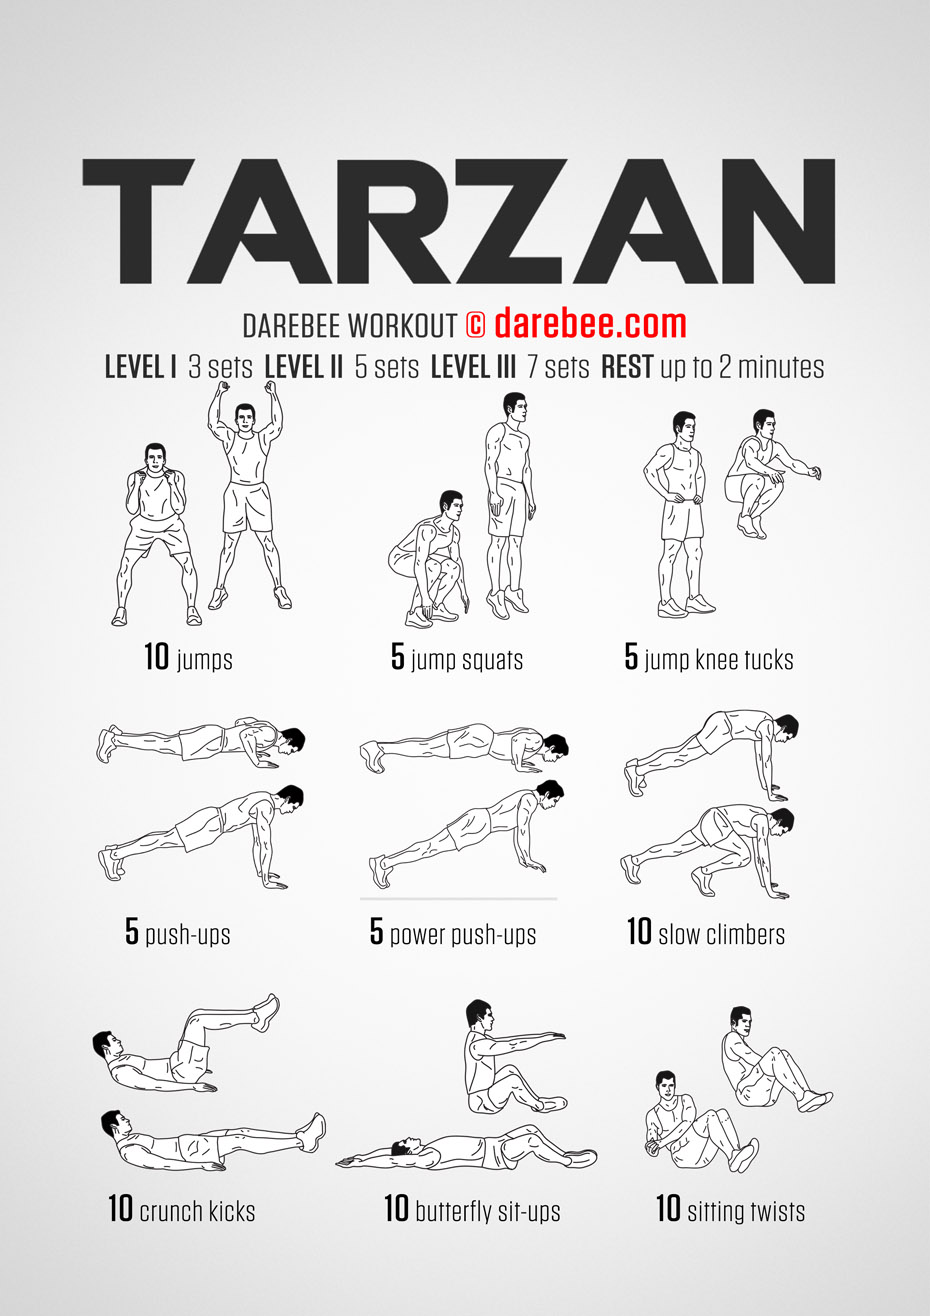 TARZAN
DAREBEE WORKOUT © darebee.com
LEVEL I 3 sets LEVEL II 5 sets LEVEL III 7 sets REST up to 2 minutes
10 jumps
5 jump squats
5 jump knee tucks
5 push-ups
5 power push-ups
10 slow climbers
10 crunch kicks
10 butterfly sit-ups
10 sitting twists